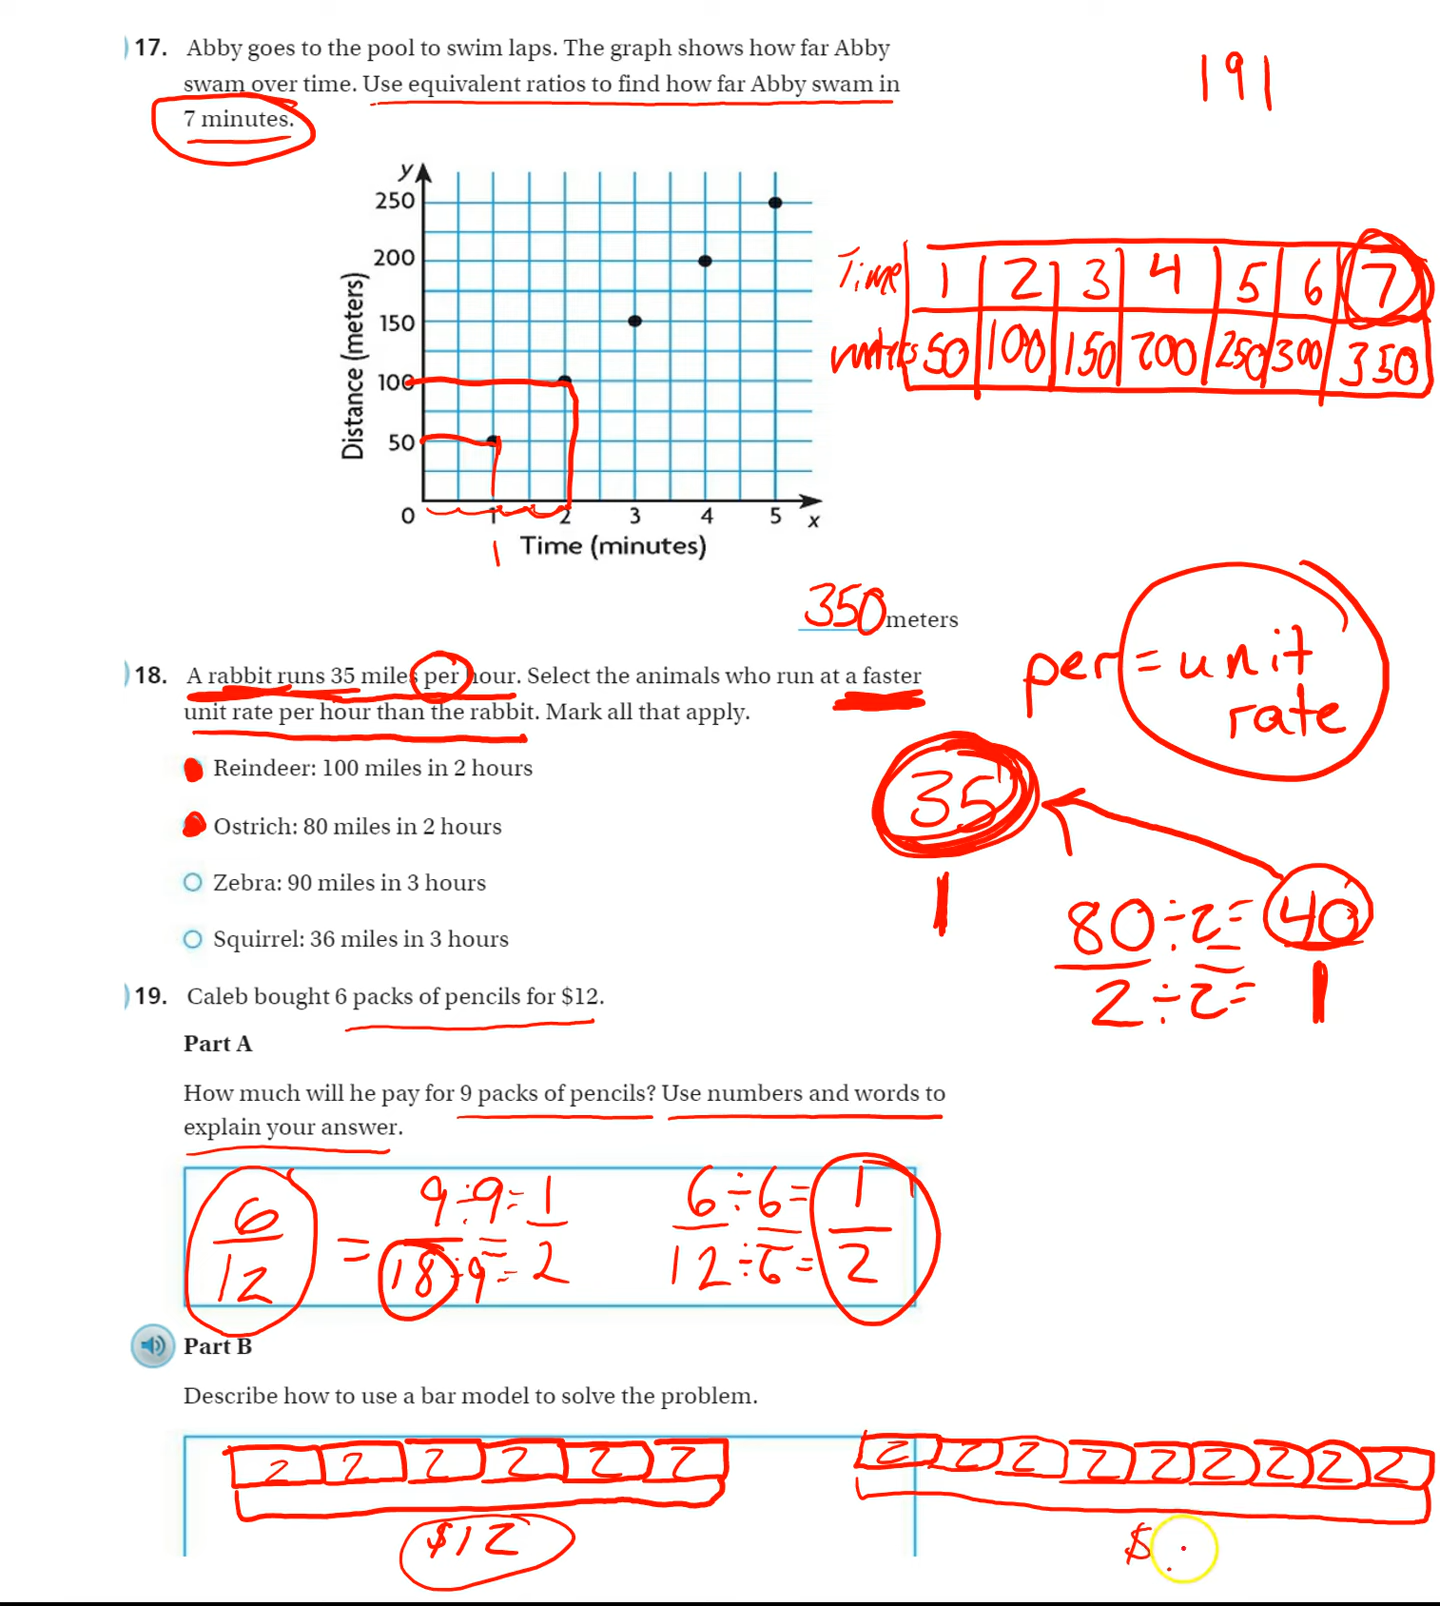 191
17. Abby goes to the pool to swim laps. The graph shows how far Abby
swam over time. Use equivalent ratios to find how far Abby swam in
7 minutes.
y
250
200
150
100
50
0
Distance (meters)
1 2 3 4 5 x
1
Time (minutes)
Time 1 2 3 4 5 6 7
meters 50 100 150 200 250 300 350
350 meters
18. A rabbit runs 35 miles per hour. Select the animals who run at a faster
unit rate per hour than the rabbit. Mark all that apply.
per = unit
rate
Reindeer: 100 miles in 2 hours
Ostrich: 80 miles in 2 hours
Zebra: 90 miles in 3 hours
Squirrel: 36 miles in 3 hours
35
1
80 ÷ 2 = 40
2 ÷ 2 = 1
19. Caleb bought 6 packs of pencils for $12.
Part A
How much will he pay for 9 packs of pencils? Use numbers and words to
explain your answer.
6 9 ÷ 9 = 1 6 ÷ 6 = 1
12 = 18 ÷ 9 = 2 12 ÷ 6 = 2
Part B
Describe how to use a bar model to solve the problem.
2 2 2 2 2 2 2 2 2 2 2 2 2 2 2
$12 $